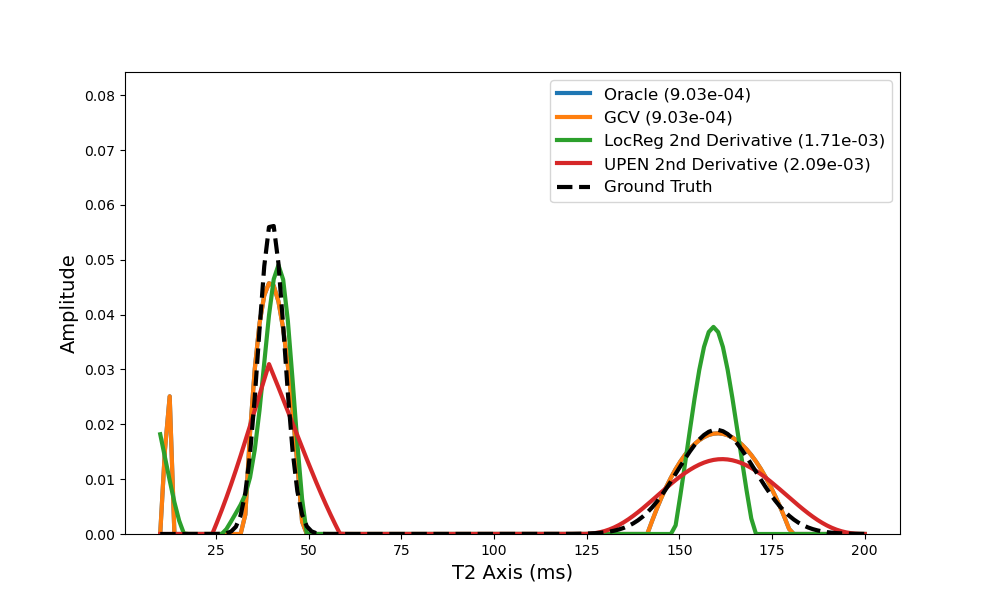 Oracle (9.03e-04)
GCV (9.03e-04)
LocReg 2nd Derivative (1.71e-03)
UPEN 2nd Derivative (2.09e-03)
Ground Truth
0.08
0.07
0.06
0.05
0.04
0.03
0.02
0.01
0.00
Amplitude
25 50 75 100 125 150 175 200
T2 Axis (ms)